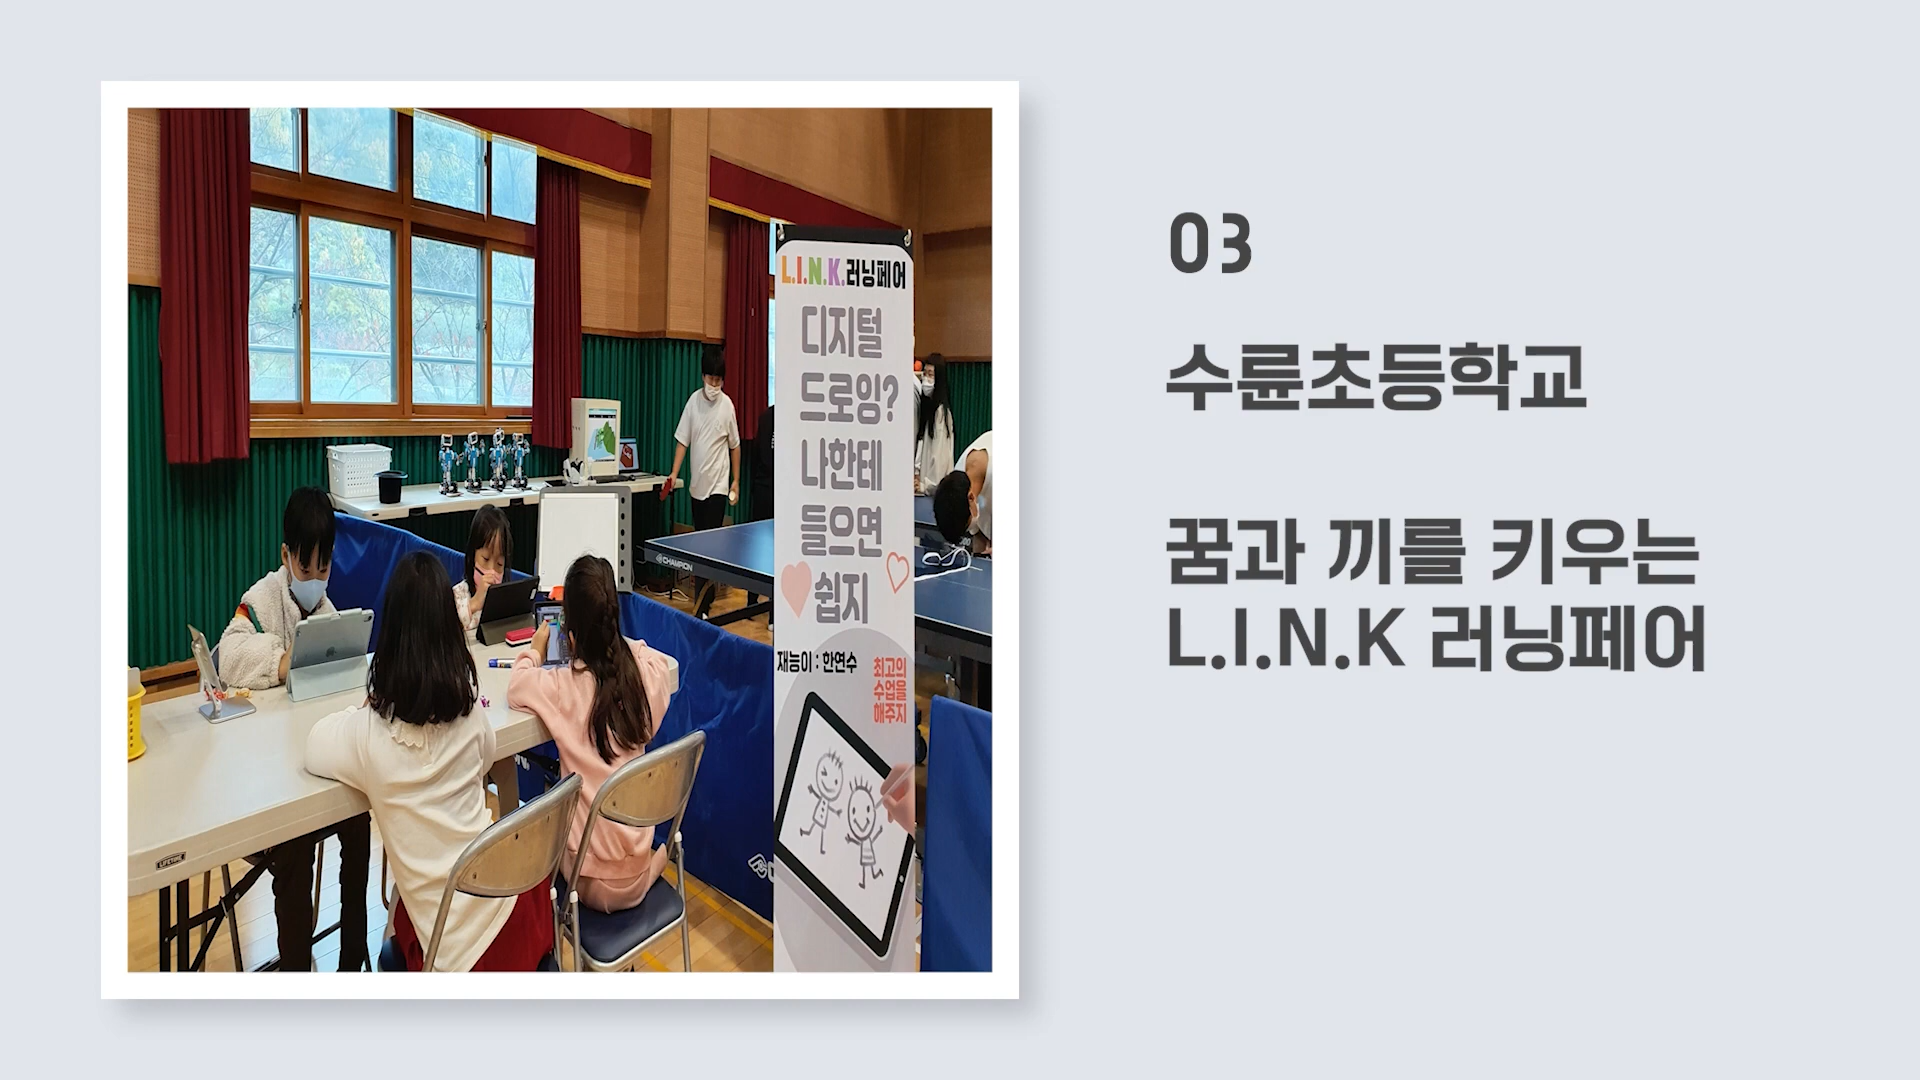 03
수륜초등학교
꿈과 끼를 키우는
L.I.N.K 러닝페어
L.I.N.K.러닝페어
디지털
드로잉?
나한테
들으면
쉽지
재능이 : 한연수
최고의
수업을
해주지
CHAMPION
LIFETIME